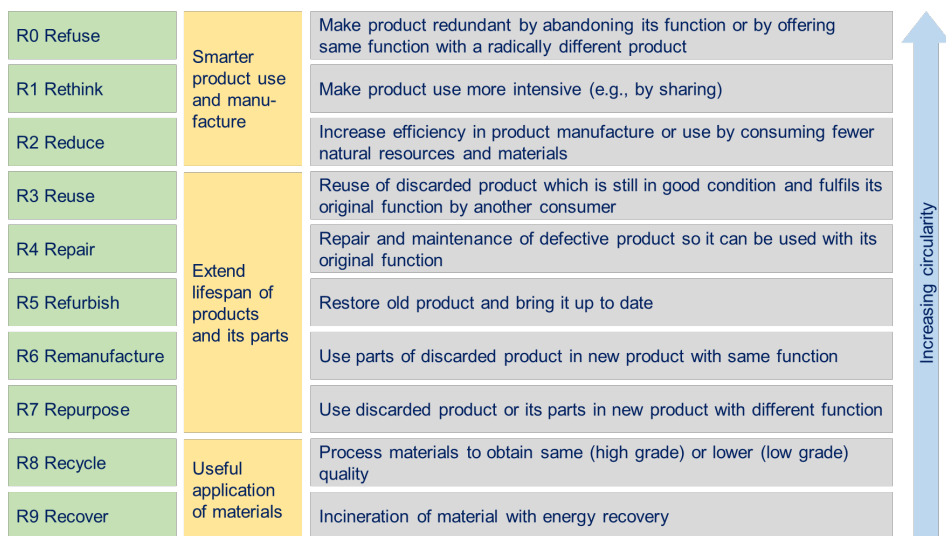 R0 Refuse
Smarter
product use
and manu-
facture
Make product redundant by abandoning its function or by offering
same function with a radically different product
R1 Rethink
Make product use more intensive (e.g., by sharing)
R2 Reduce
Increase efficiency in product manufacture or use by consuming fewer
natural resources and materials
R3 Reuse
Extend
lifespan of
products
and its parts
Reuse of discarded product which is still in good condition and fulfils its
original function by another consumer
R4 Repair
Repair and maintenance of defective product so it can be used with its
original function
R5 Refurbish
Restore old product and bring it up to date
R6 Remanufacture
Use parts of discarded product in new product with same function
R7 Repurpose
Use discarded product or its parts in new product with different function
R8 Recycle
Useful
application
of materials
Process materials to obtain same (high grade) or lower (low grade)
quality
R9 Recover
Incineration of material with energy recovery
Increasing circularity